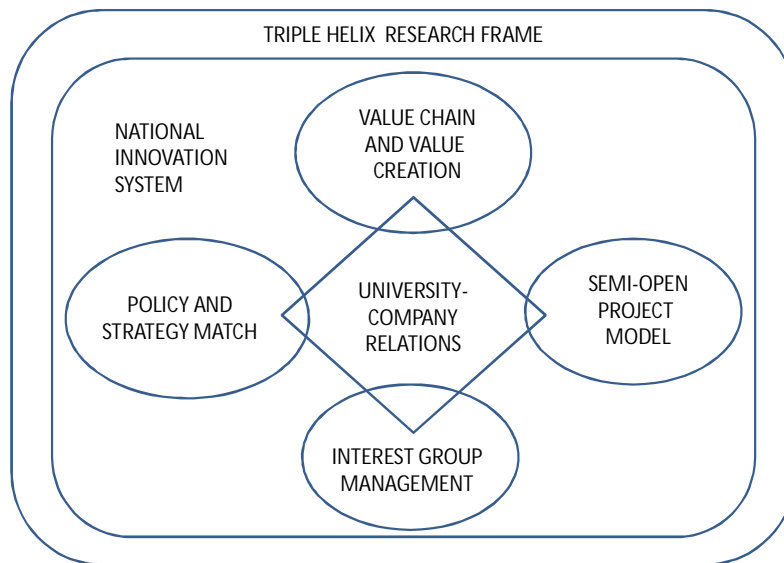 TRIPLE HELIX RESEARCH FRAME
NATIONAL
INNOVATION
SYSTEM
VALUE CHAIN
AND VALUE
CREATION
POLICY AND
STRATEGY MATCH
UNIVERSITY-
COMPANY
RELATIONS
SEMI-OPEN
PROJECT
MODEL
INTEREST GROUP
MANAGEMENT